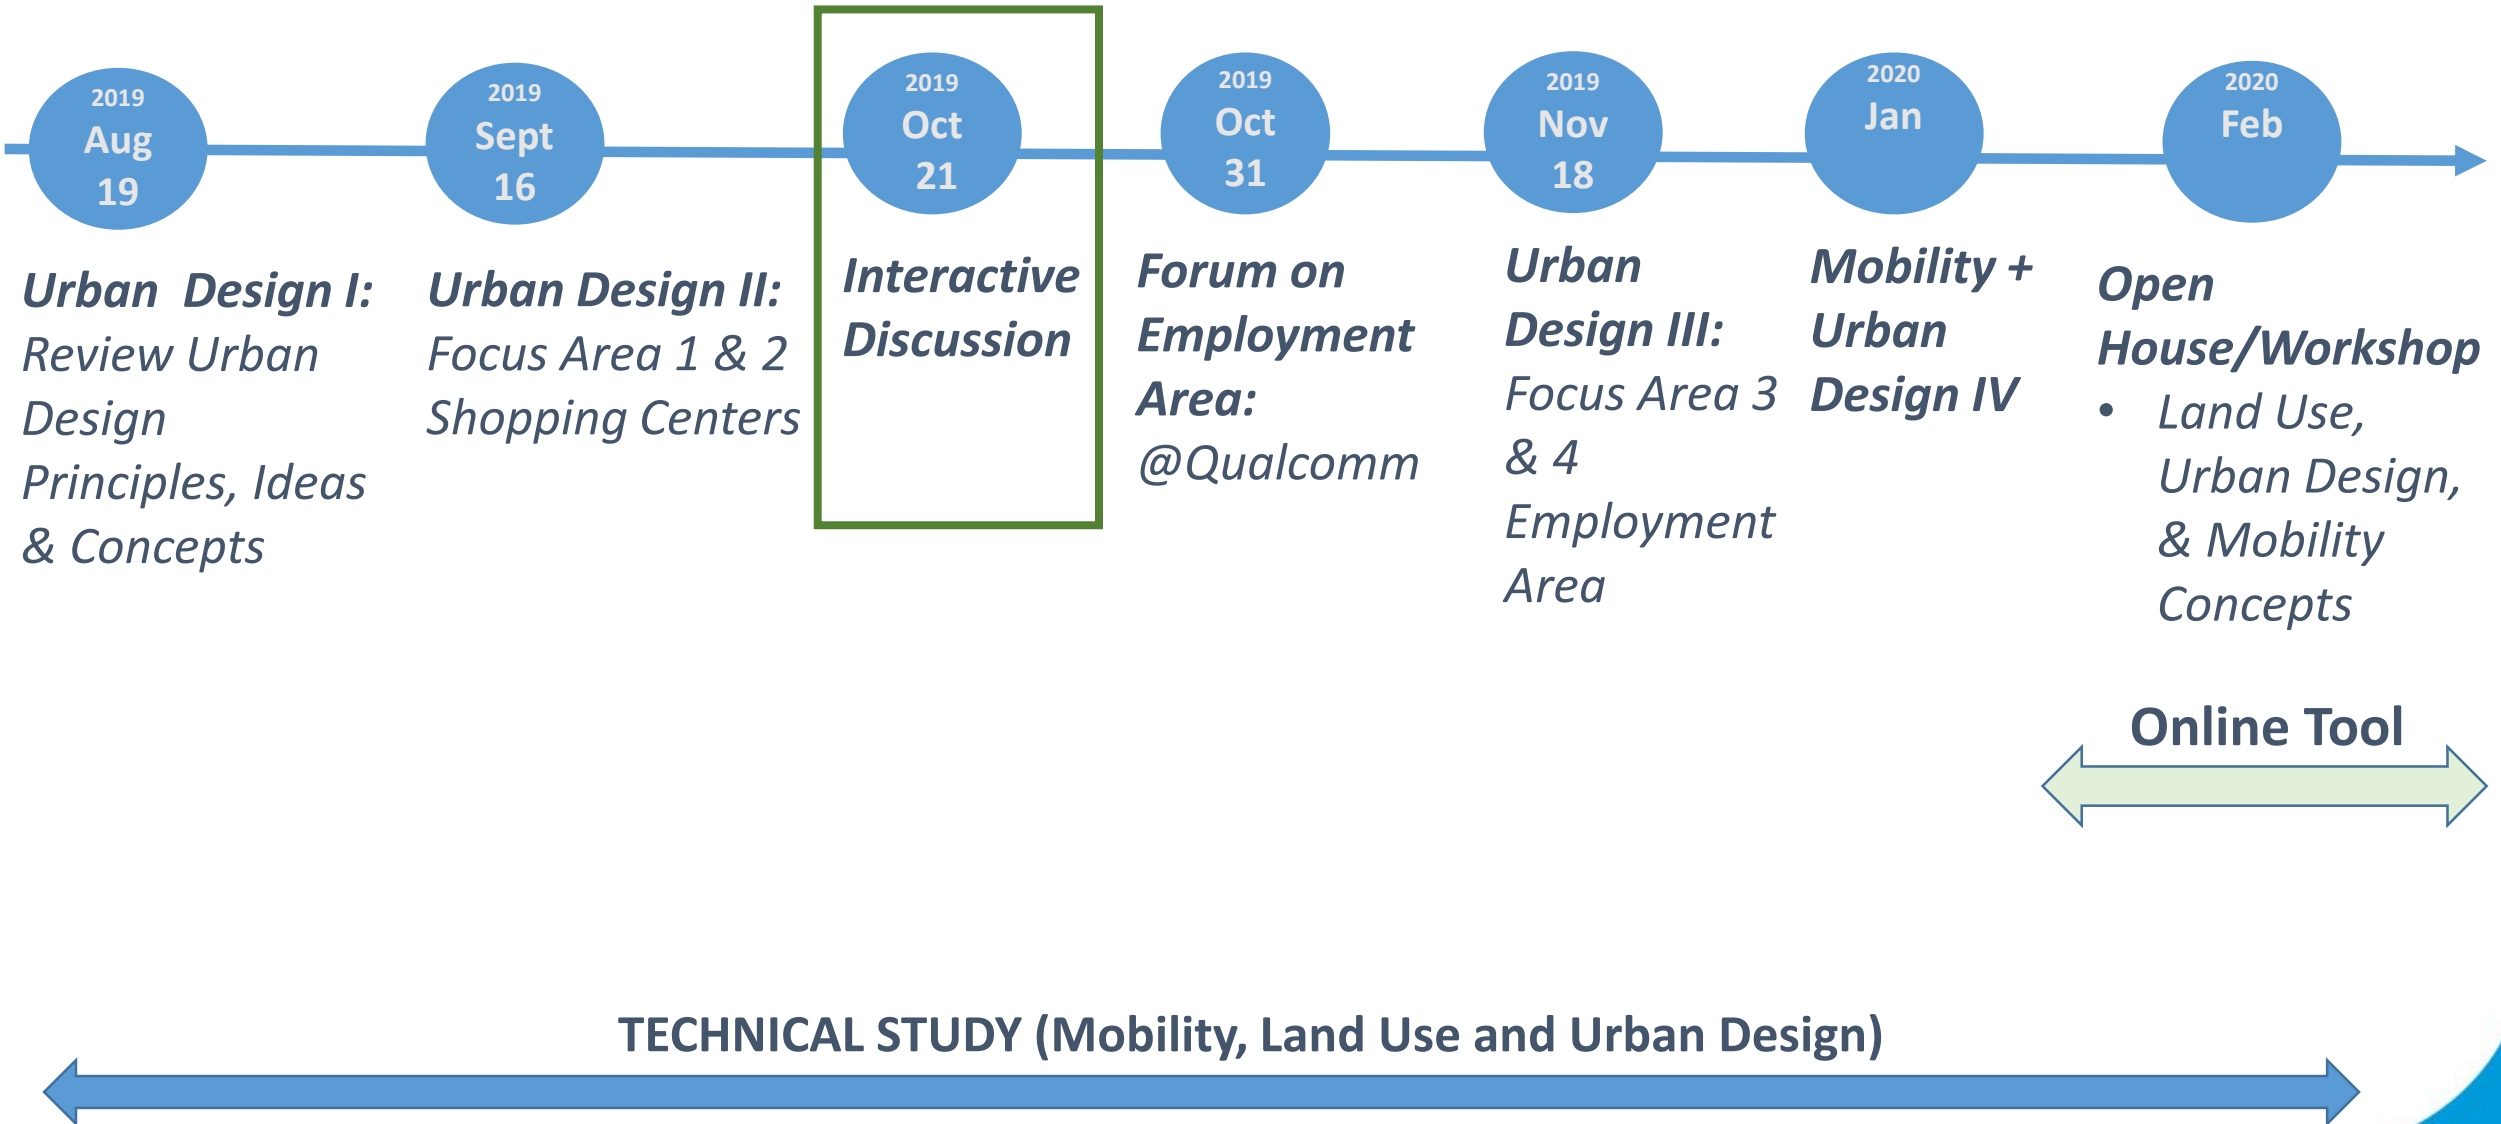 2019
Aug
19
Urban Design I:
Review Urban
Design
Principles, Ideas
& Concepts
2019
Sept
16
Urban Design II:
Focus Area 1 & 2
Shopping Centers
2019
Oct
21
Interactive
Discussion
2019
Oct
31
Forum on
Employment
Area:
@Qualcomm
2019
Nov
18
Urban
Design III:
Focus Area 3
& 4
Employment
Area
2020
Jan
Mobility +
Urban
Design IV
2020
Feb
Open
House/Workshop
• Land Use,
Urban Design,
& Mobility
Concepts
Online Tool
TECHNICAL STUDY (Mobility, Land Use and Urban Design)